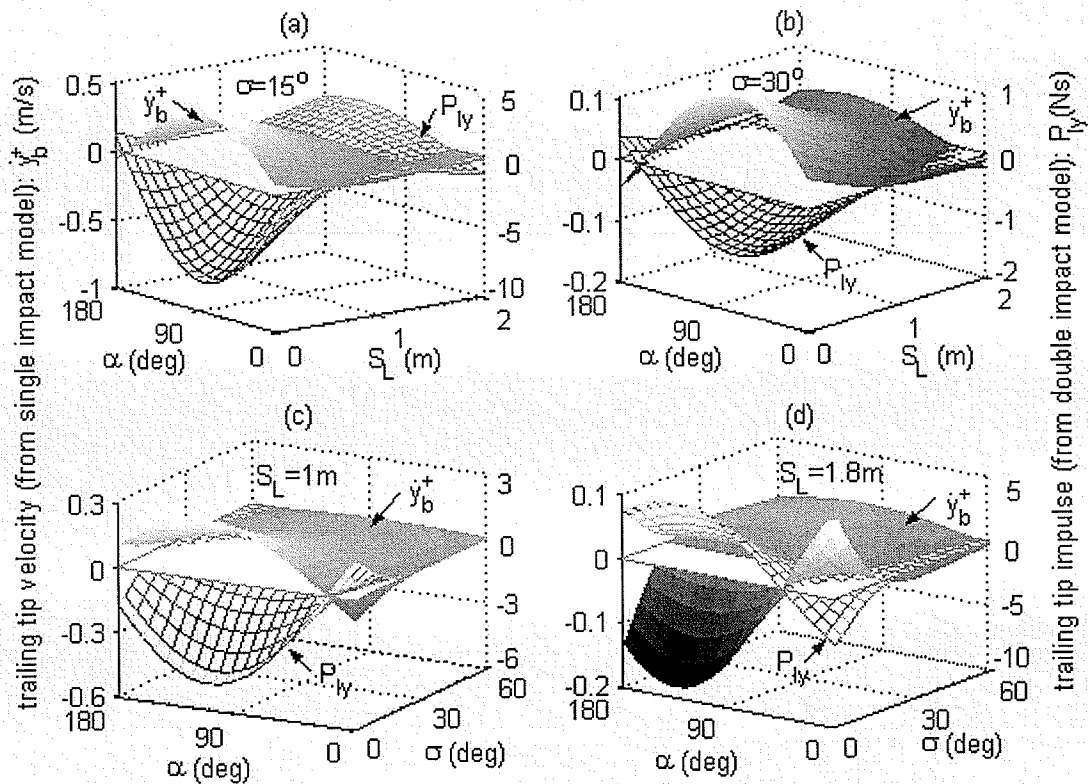 trailing tip velocity (from single impact model): ẏb+ (m/s)
(a)
σ=15°
ẏb+
Ply
0.5
0
-0.5
-1
5
0
-5
-10
180
90
0
α (deg)
0
1
2
SL (m)
(b)
σ=30°
ẏb+
Ply
0.1
0
-0.1
-0.2
1
0
-1
-2
180
90
0
α (deg)
0
1
2
SL (m)
(c)
SL=1m
ẏb+
Ply
0.3
0
-0.3
-0.6
3
0
-3
-6
180
90
0
α (deg)
0
30
60
σ (deg)
(d)
SL=1.8m
ẏb+
Ply
0.1
0
-0.1
-0.2
5
0
-5
-10
180
90
0
α (deg)
0
30
60
σ (deg)
trailing tip impulse (from double impact model): Ply (Ns)